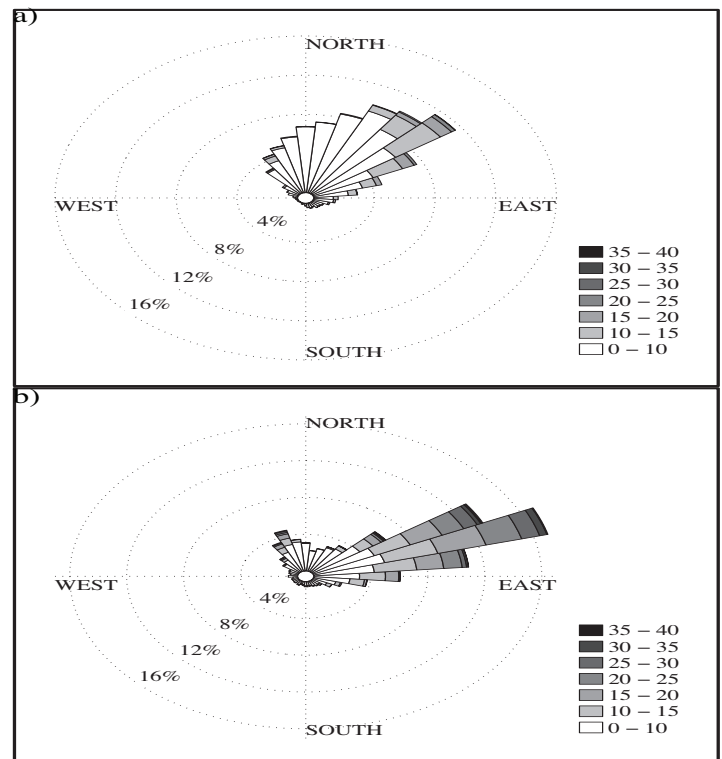 a)
NORTH
WEST
EAST
4%
8%
12%
16%
SOUTH
35 – 40
30 – 35
25 – 30
20 – 25
15 – 20
10 – 15
0 – 10
b)
NORTH
WEST
EAST
4%
8%
12%
16%
SOUTH
35 – 40
30 – 35
25 – 30
20 – 25
15 – 20
10 – 15
0 – 10